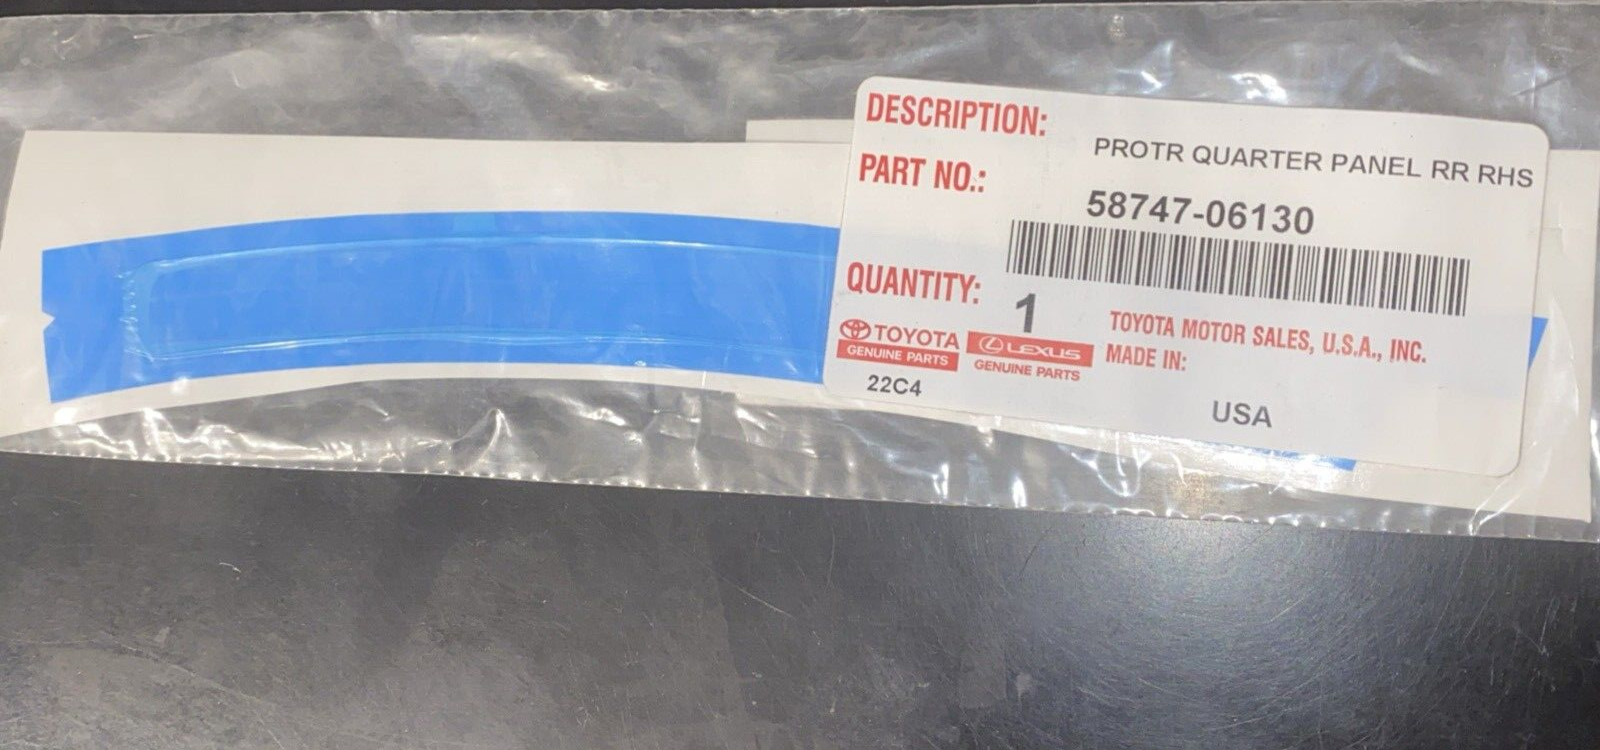 DESCRIPTION:
PROTR QUARTER PANEL RR RHS
PART NO.:
58747-06130
QUANTITY:
1
TOYOTA
GENUINE PARTS
LEXUS
GENUINE PARTS
TOYOTA MOTOR SALES, U.S.A., INC.
MADE IN:
22C4
USA